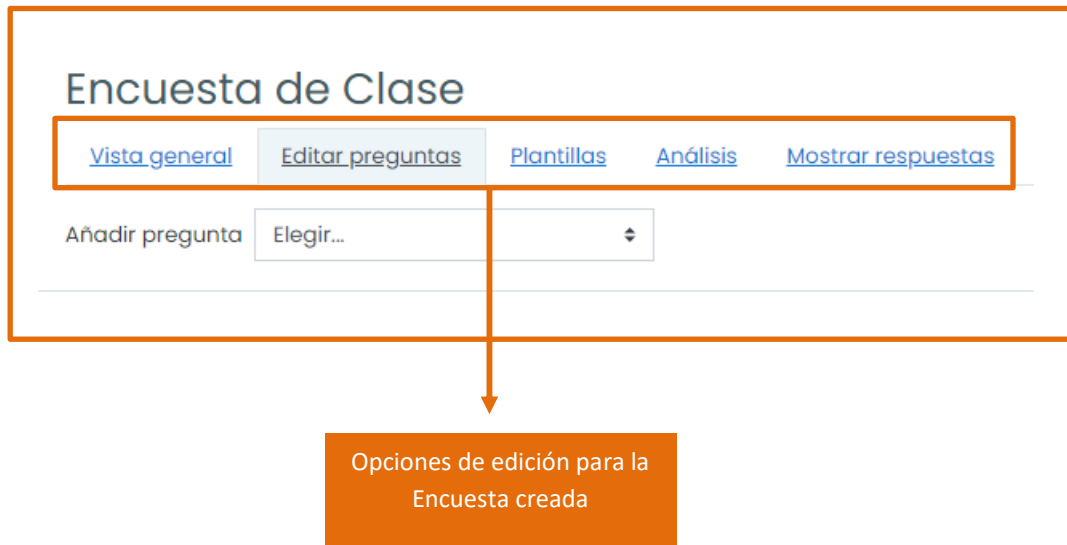 Encuesta de Clase
Vista general Editar preguntas Plantillas Análisis Mostrar respuestas
Añadir pregunta Elegir...
Opciones de edición para la
Encuesta creada